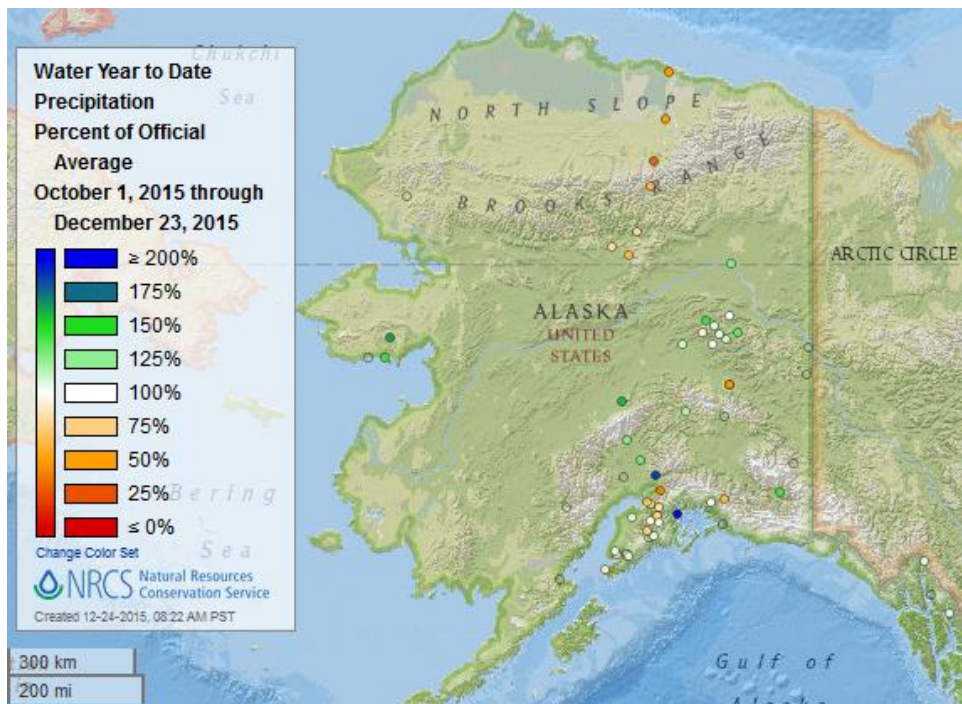 Water Year to Date
Precipitation
Percent of Official
Average
October 1, 2015 through
December 23, 2015
≥ 200%
175%
150%
125%
100%
75%
50%
25%
≤ 0%
Change Color Set
NRCS Natural Resources
Conservation Service
Created 12-24-2015, 08:22 AM PST
300 km
200 mi
Chukchi
Sea
NORTH SLOPE
BROOKS RANGE
ARCTIC CIRCLE
ALASKA
UNITED
STATES
Bering
Sea
Gulf of
Alaska